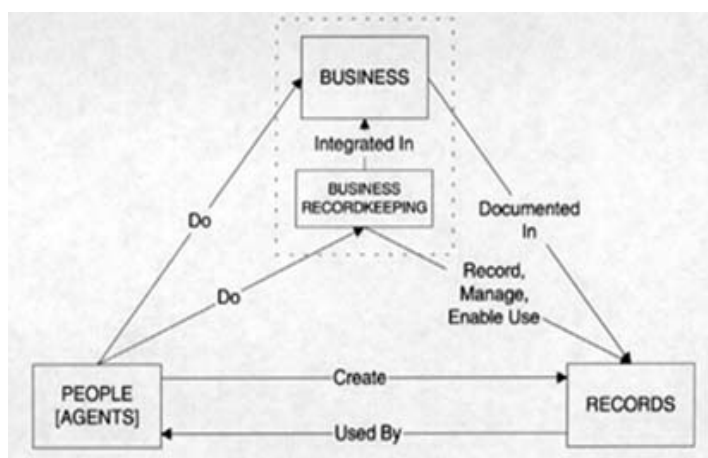 BUSINESS
Integrated In
BUSINESS
RECORDKEEPING
Do
Documented
In
Do
Record,
Manage,
Enable Use
PEOPLE
[AGENTS]
Create
RECORDS
Used By